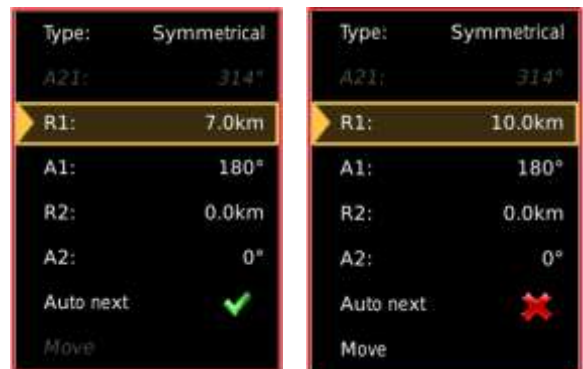 Type: Symmetrical
A21: 314°
R1: 7.0km
A1: 180°
R2: 0.0km
A2: 0°
Auto next
Move
Type: Symmetrical
A21: 314°
R1: 10.0km
A1: 180°
R2: 0.0km
A2: 0°
Auto next
Move